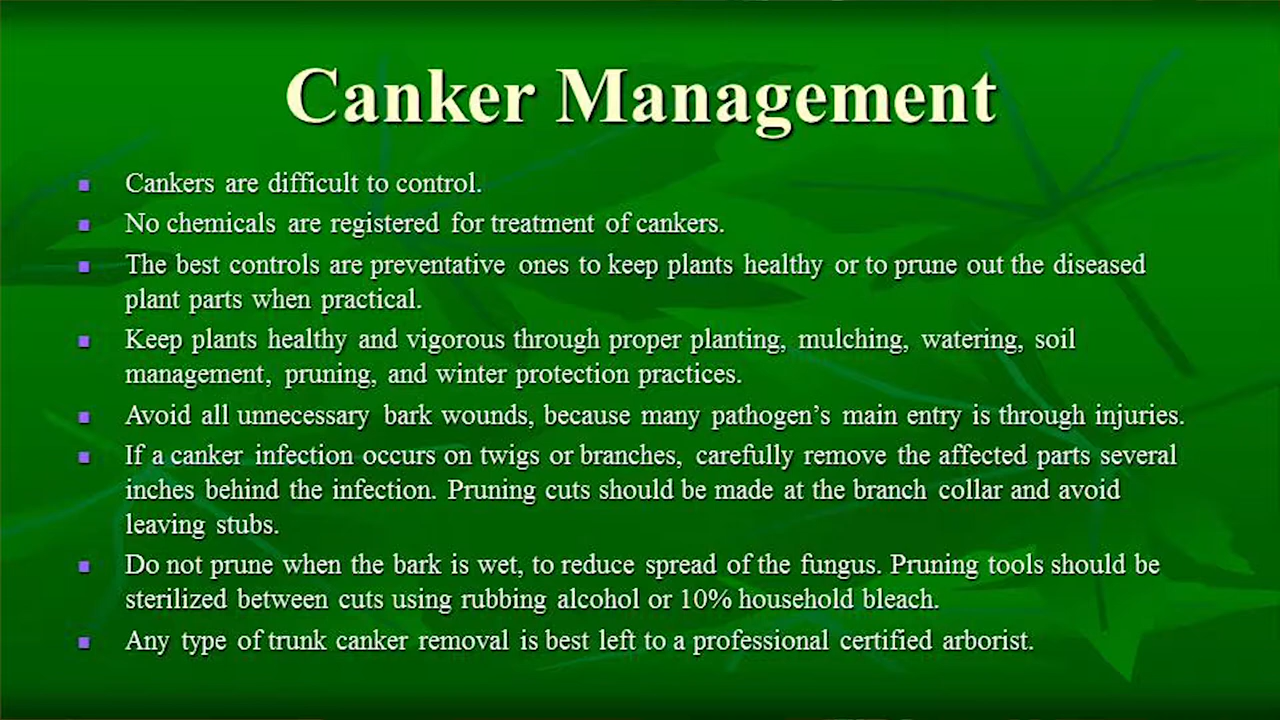 Canker Management
Cankers are difficult to control.
No chemicals are registered for treatment of cankers.
The best controls are preventative ones to keep plants healthy or to prune out the diseased
plant parts when practical.
Keep plants healthy and vigorous through proper planting, mulching, watering, soil
management, pruning, and winter protection practices.
Avoid all unnecessary bark wounds, because many pathogen’s main entry is through injuries.
If a canker infection occurs on twigs or branches, carefully remove the affected parts several
inches behind the infection. Pruning cuts should be made at the branch collar and avoid
leaving stubs.
Do not prune when the bark is wet, to reduce spread of the fungus. Pruning tools should be
sterilized between cuts using rubbing alcohol or 10% household bleach.
Any type of trunk canker removal is best left to a professional certified arborist.